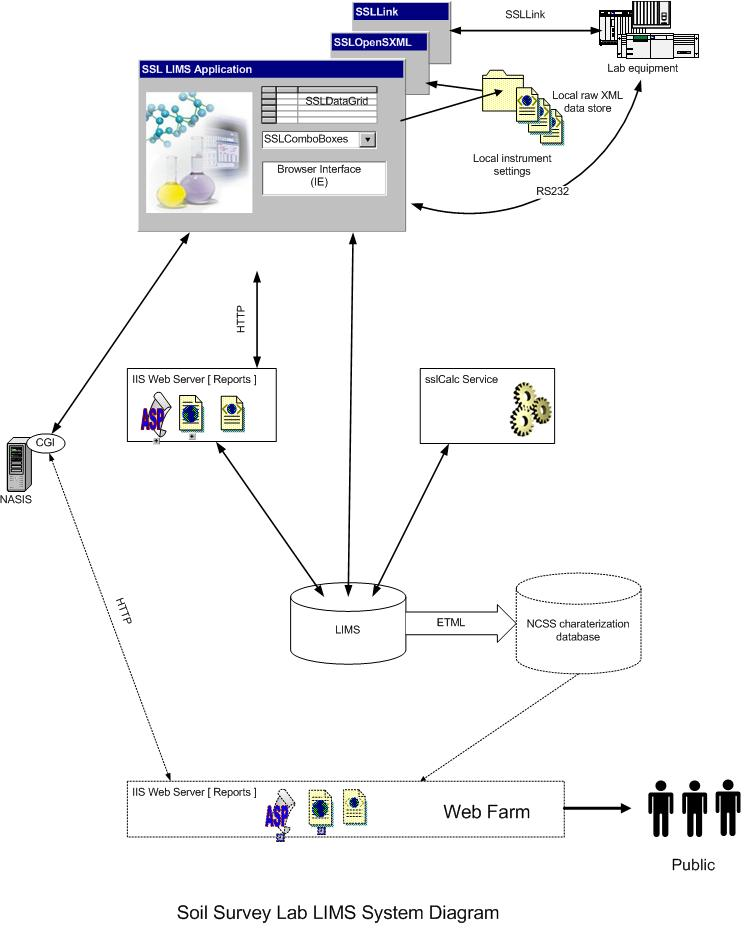 SSLLink
SSLLink
SSLOpenSXML
Lab equipment
SSL LIMS Application
SSLDataGrid
Local raw XML
data store
SSLComboBoxes
Local instrument
settings
Browser Interface
(IE)
RS232
HTTP
IIS Web Server [ Reports ]
ASP
sslCalc Service
CGI
NASIS
HTTP
LIMS
ETML
NCSS charaterization
database
IIS Web Server [ Reports ]
ASP
Web Farm
Public
Soil Survey Lab LIMS System Diagram